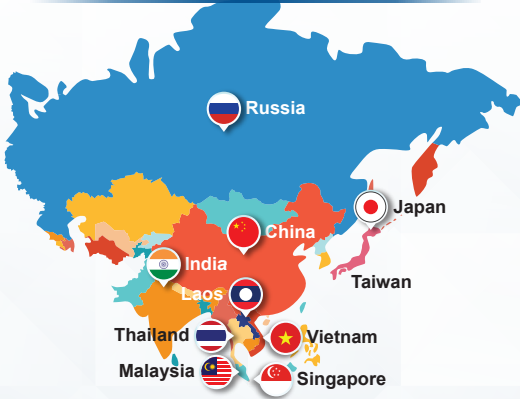 Russia
Japan
China
India
Taiwan
Laos
Thailand
Vietnam
Malaysia
Singapore